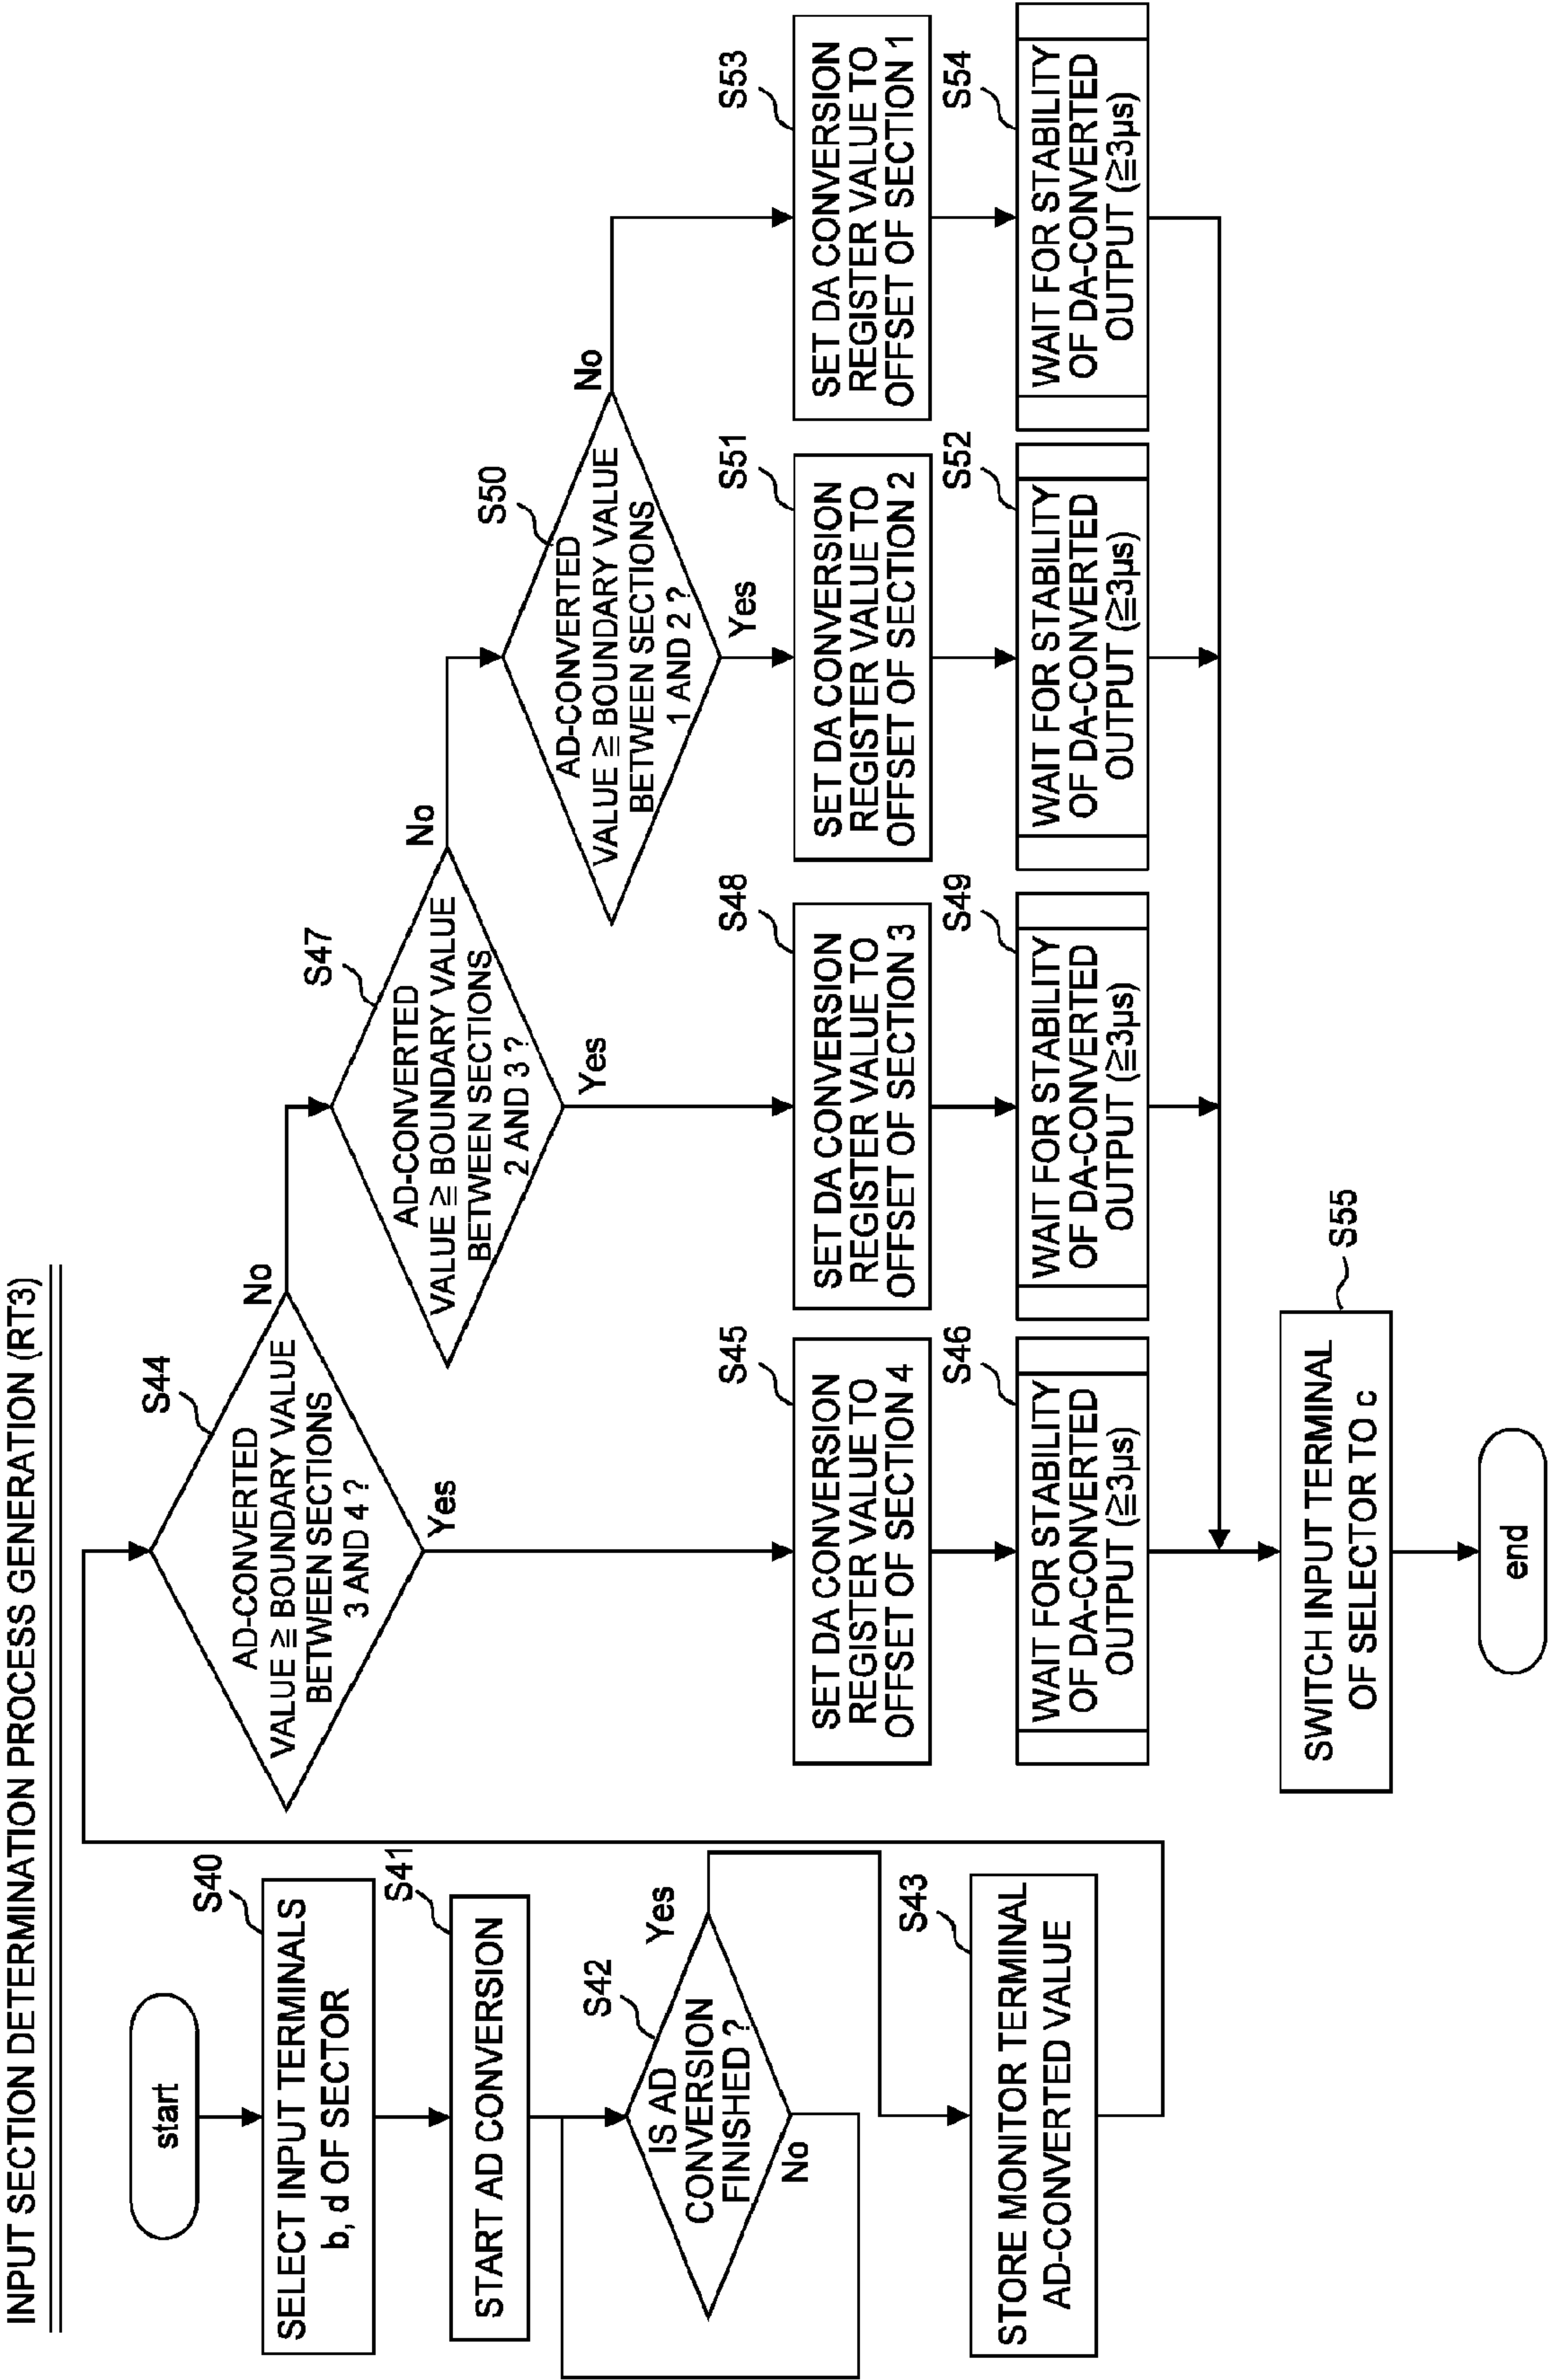 INPUT SECTION DETERMINATION PROCESS GENERATION (RT3)
start
S40
SELECT INPUT TERMINALS
b, d OF SECTOR
S41
START AD CONVERSION
S42
IS AD
CONVERSION
FINISHED ?
Yes
No
S43
STORE MONITOR TERMINAL
AD-CONVERTED VALUE
S44
AD-CONVERTED
VALUE ≧ BOUNDARY VALUE
BETWEEN SECTIONS
3 AND 4 ?
No
Yes
S45
SET DA CONVERSION
REGISTER VALUE TO
OFFSET OF SECTION 4
S46
WAIT FOR STABILITY
OF DA-CONVERTED
OUTPUT (≧3µs)
S47
AD-CONVERTED
VALUE ≧ BOUNDARY VALUE
BETWEEN SECTIONS
2 AND 3 ?
No
Yes
S48
SET DA CONVERSION
REGISTER VALUE TO
OFFSET OF SECTION 3
S49
WAIT FOR STABILITY
OF DA-CONVERTED
OUTPUT (≧3µs)
S50
AD-CONVERTED
VALUE ≧ BOUNDARY VALUE
BETWEEN SECTIONS
1 AND 2 ?
No
Yes
S51
SET DA CONVERSION
REGISTER VALUE TO
OFFSET OF SECTION 2
S52
WAIT FOR STABILITY
OF DA-CONVERTED
OUTPUT (≧3µs)
S53
SET DA CONVERSION
REGISTER VALUE TO
OFFSET OF SECTION 1
S54
WAIT FOR STABILITY
OF DA-CONVERTED
OUTPUT (≧3µs)
S55
SWITCH INPUT TERMINAL
OF SELECTOR TO c
end